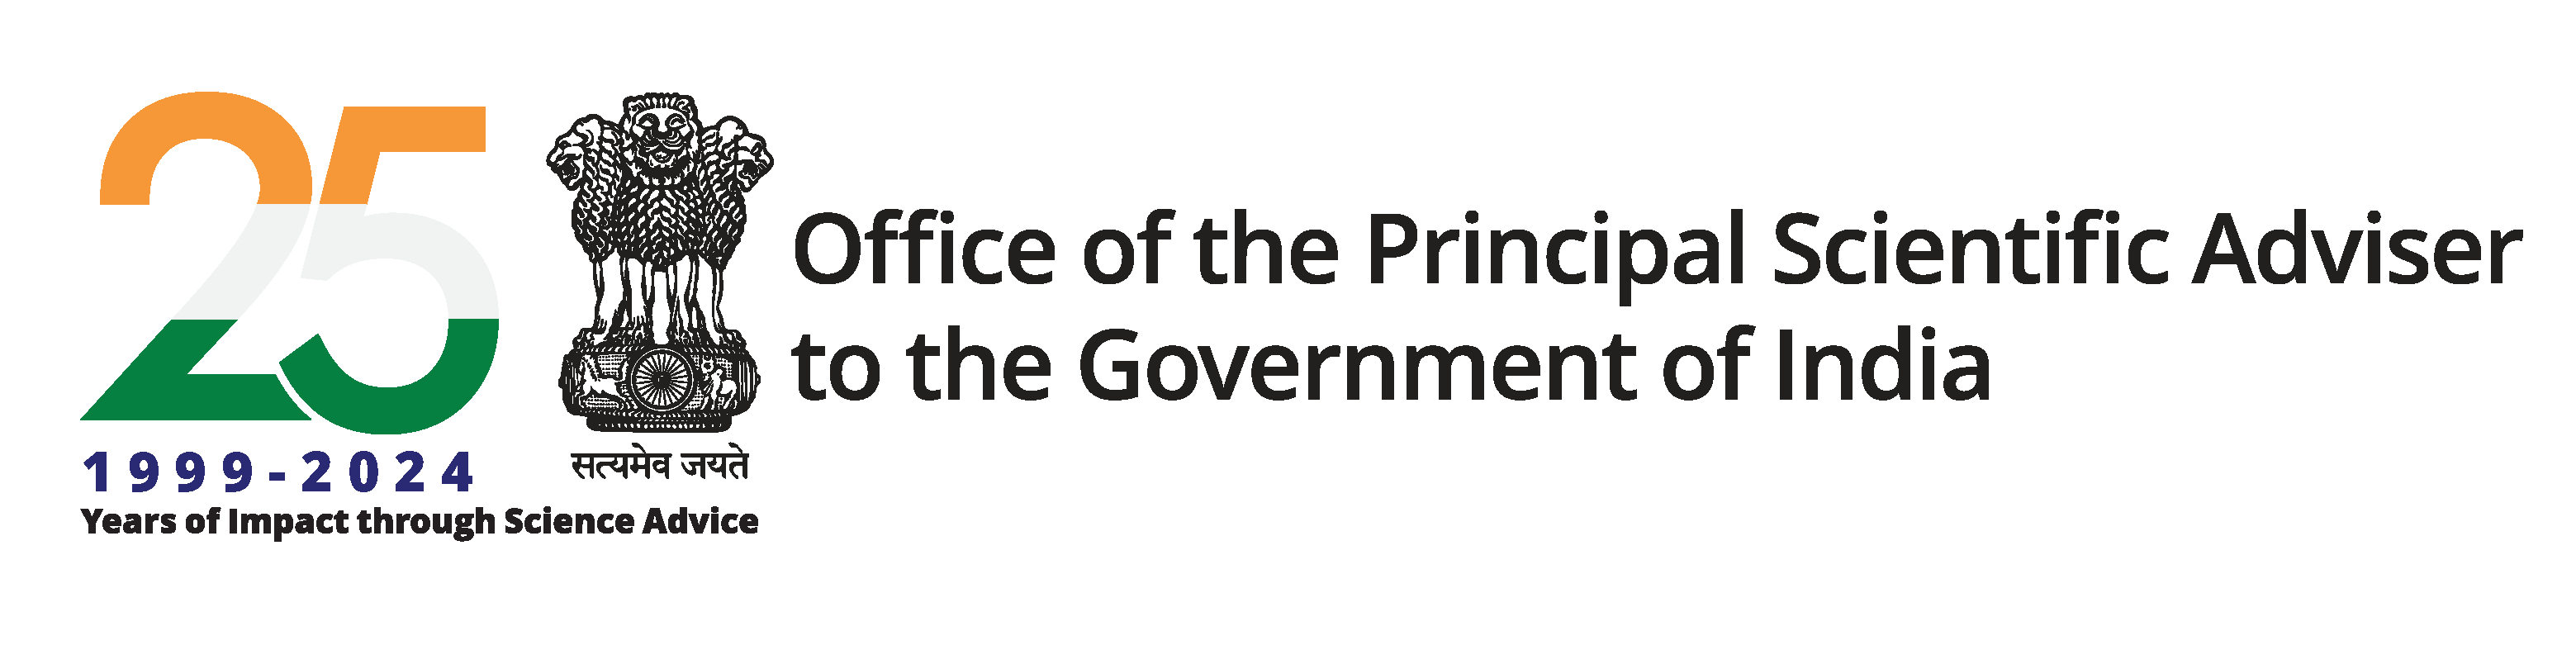 25
1999-2024
Years of Impact through Science Advice
सत्यमेव जयते
Office of the Principal Scientific Adviser
to the Government of India